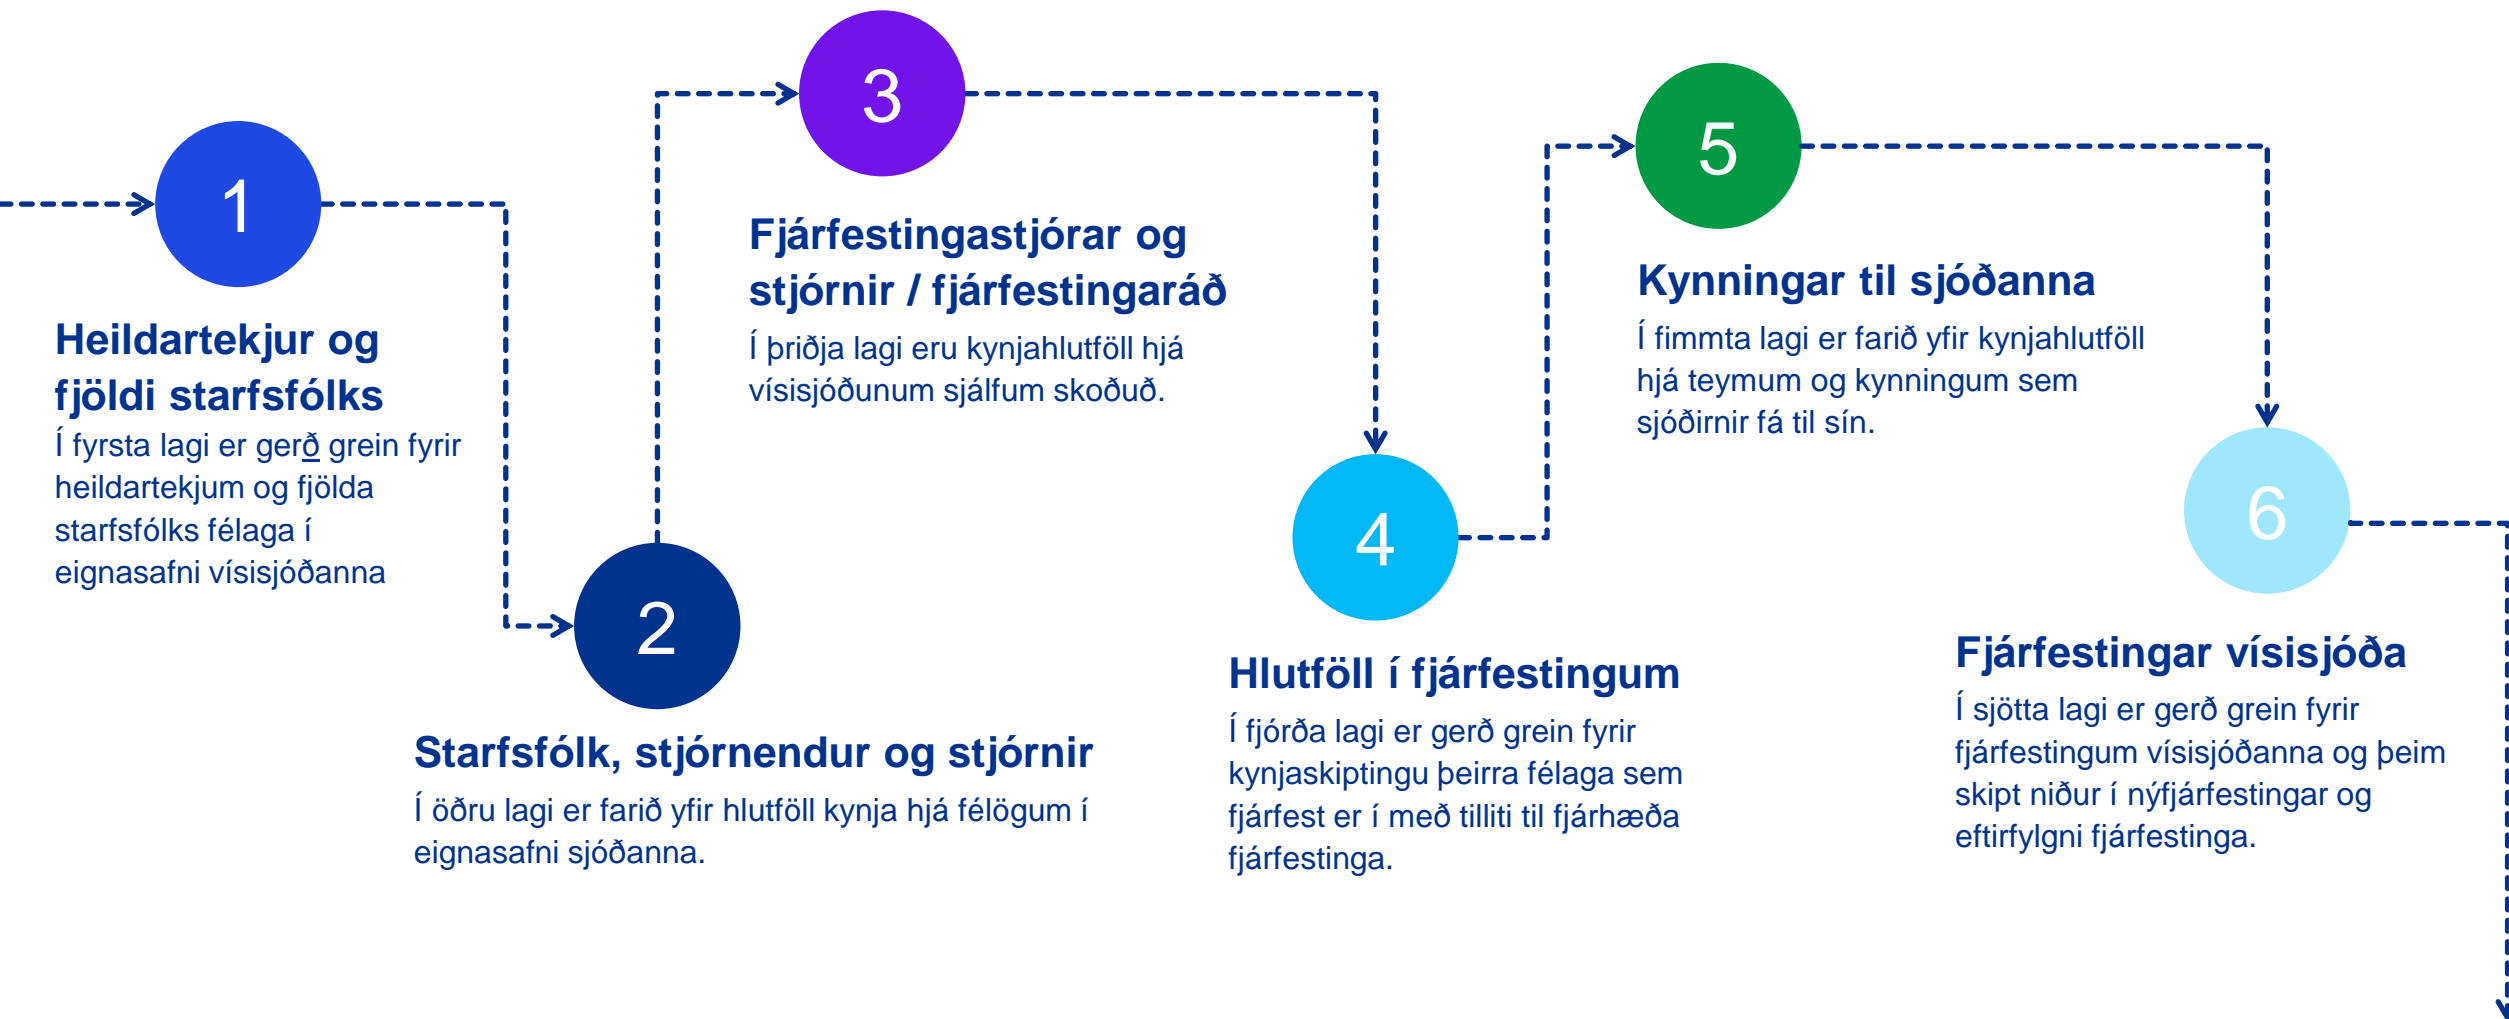 1
Heildartekjur og
fjöldi starfsfólks
Í fyrsta lagi er gerð grein fyrir
heildartekjum og fjölda
starfsfólks félaga í
eignasafni vísisjóðanna
2
Starfsfólk, stjórnendur og stjórnir
Í öðru lagi er farið yfir hlutföll kynja hjá félögum í
eignasafni sjóðanna.
3
Fjárfestingastjórar og
stjórnir / fjárfestingaráð
Í þriðja lagi eru kynjahlutföll hjá
vísisjóðunum sjálfum skoðuð.
4
Hlutföll í fjárfestingum
Í fjórða lagi er gerð grein fyrir
kynjaskiptingu þeirra félaga sem
fjárfest er í með tilliti til fjárhæða
fjárfestinga.
5
Kynningar til sjóðanna
Í fimmta lagi er farið yfir kynjahlutföll
hjá teymum og kynningum sem
sjóðirnir fá til sín.
6
Fjárfestingar vísisjóða
Í sjötta lagi er gerð grein fyrir
fjárfestingum vísisjóðanna og þeim
skipt niður í nýfjárfestingar og
eftirfylgni fjárfestinga.